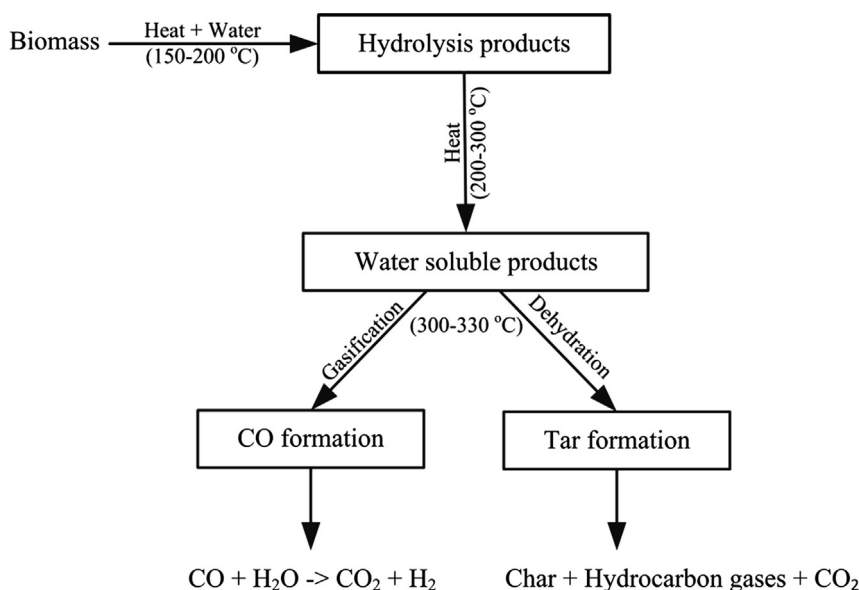 Biomass
Heat + Water
(150-200 °C)
Hydrolysis products
Heat
(200-300 °C)
Water soluble products
Gasification
(300-330 °C)
Dehydration
CO formation
Tar formation
CO + H₂O -> CO₂ + H₂
Char + Hydrocarbon gases + CO₂